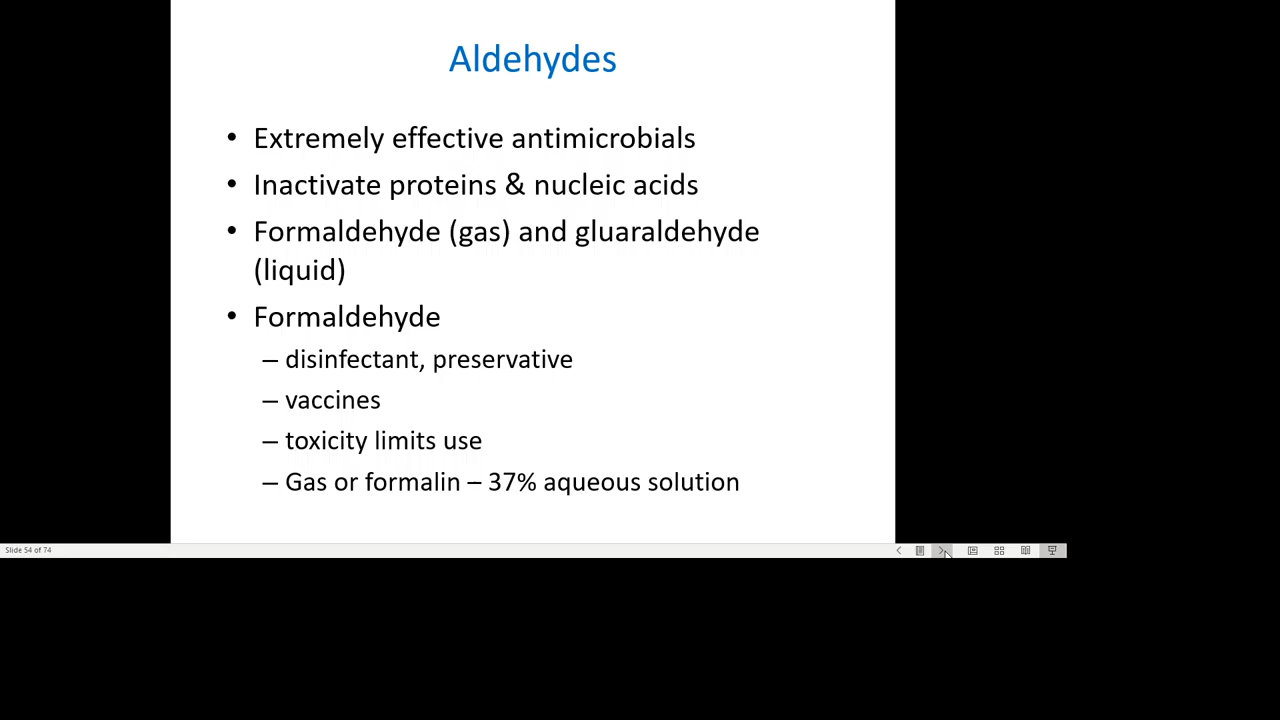 Aldehydes
• Extremely effective antimicrobials
• Inactivate proteins & nucleic acids
• Formaldehyde (gas) and gluaraldehyde
(liquid)
• Formaldehyde
– disinfectant, preservative
– vaccines
– toxicity limits use
– Gas or formalin – 37% aqueous solution
Slide 54 of 74